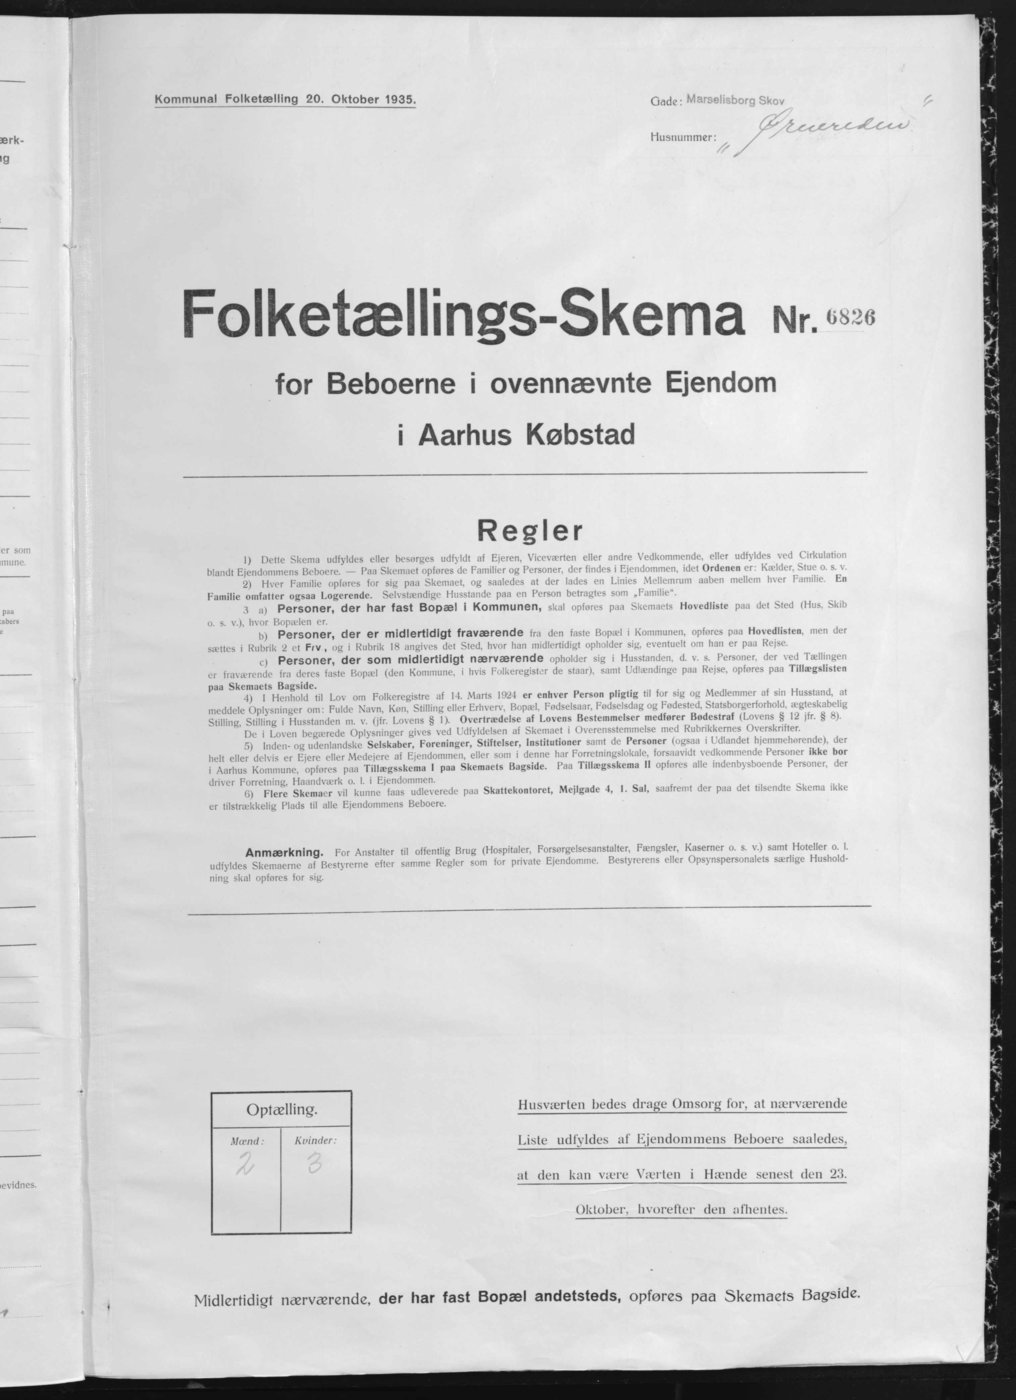 Kommunal Folketælling 20. Oktober 1935.
Gade: Marselisborg Skov
Husnummer: "Ørnereden"
Folketællings-Skema Nr. 6826
for Beboerne i ovennævnte Ejendom
i Aarhus Købstad
Regler
1) Dette Skema udfyldes eller besørges udfyldt af Ejeren, Viceværten eller andre Vedkommende, eller udfyldes ved Cirkulation
blandt Ejendommens Beboere. — Paa Skemaet opføres de Familier og Personer, der findes i Ejendommen, idet Ordenen er: Kælder, Stue o. s. v.
2) Hver Familie opføres for sig paa Skemaet, og saaledes at der lades en Linies Mellemrum aaben mellem hver Familie. En
Familie omfatter ogsaa Logerende. Selvstændige Husstande paa en Person betragtes som „Familie“.
3 a) Personer, der har fast Bopæl i Kommunen, skal opføres paa Skemaets Hovedliste paa det Sted (Hus, Skib
o. s. v.), hvor Bopælen er.
b) Personer, der er midlertidigt fraværende fra den faste Bopæl i Kommunen, opføres paa Hovedlisten, men der
sættes i Rubrik 2 et Frv., og i Rubrik 18 angives det Sted, hvor han midlertidigt opholder sig, eventuelt om han er paa Rejse.
c) Personer, der som midlertidigt nærværende opholder sig i Husstanden, d. v. s. Personer, der ved Tællingen
er fraværende fra deres faste Bopæl (den Kommune, i hvis Folkeregister de staar), samt Udlændinge paa Rejse, opføres paa Tillægslisten
paa Skemaets Bagside.
4) I Henhold til Lov om Folkeregistre af 14. Marts 1924 er enhver Person pligtig til for sig og Medlemmer af sin Husstand, at
meddele Oplysninger om: Fulde Navn, Køn, Stilling eller Erhverv, Bopæl, Fødselsaar, Fødselsdag og Fødested, Statsborgerforhold, ægteskabelig
Stilling, Stilling i Husstanden m. v. (jfr. Lovens § 1). Overtrædelse af Lovens Bestemmelser medfører Bødestraf (Lovens § 12 jfr. § 8).
De i Loven begærede Oplysninger gives ved Udfyldelsen af Skemaet i Overensstemmelse med Rubrikkernes Overskrifter.
5) Inden- og udenlandske Selskaber, Foreninger, Stiftelser, Institutioner samt de Personer (ogsaa i Udlandet hjemmehørende), der
helt eller delvis er Ejere eller Medejere af Ejendommen, eller som i denne har Forretningslokale, forsaavidt vedkommende Personer ikke bor
i Aarhus Kommune, opføres paa Tillægsskema I paa Skemaets Bagside. Paa Tillægsskema II opføres alle indenbysboende Personer, der
driver Forretning, Haandværk o. l. i Ejendommen.
6) Flere Skemaer vil kunne faas udleverede paa Skattekontoret, Mejlgade 4, 1. Sal, saafremt der paa det tilsendte Skema ikke
er tilstrækkelig Plads til alle Ejendommens Beboere.
Anmærkning. For Anstalter til offentlig Brug (Hospitaler, Forsørgelsesanstalter, Fængsler, Kaserner o. s. v.) samt Hoteller o. l.
udfyldes Skemaerne af Bestyrerne efter samme Regler som for private Ejendomme. Bestyrerens eller Opsynspersonalets særlige Hushold-
ning skal opføres for sig.
Optælling.
Mænd: Kvinder:
2 3
Husværten bedes drage Omsorg for, at nærværende
Liste udfyldes af Ejendommens Beboere saaledes,
at den kan være Værten i Hænde senest den 23.
Oktober, hvorefter den afhentes.
Midlertidigt nærværende, der har fast Bopæl andetsteds, opføres paa Skemaets Bagside.